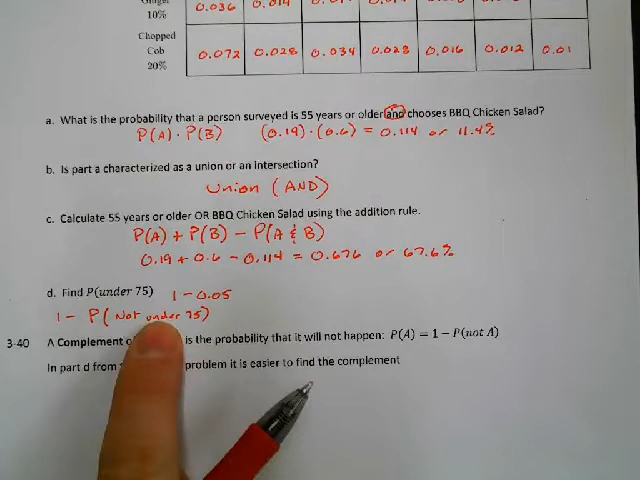 10%
0.036
Chopped
Cob
20%
0.072 0.028 0.034 0.028 0.016 0.012 0.01
a. What is the probability that a person surveyed is 55 years or older and chooses BBQ Chicken Salad?
P(A) · P(B) (0.19) · (0.6) = 0.114 or 11.4%
b. Is part a characterized as a union or an intersection?
Union (AND)
c. Calculate 55 years or older OR BBQ Chicken Salad using the addition rule.
P(A) + P(B) - P(A & B)
0.19 + 0.6 - 0.114 = 0.676 or 67.6%
d. Find P(under 75) 1 - 0.05
1 - P(Not under 75)
3-40 A Complement is the probability that it will not happen: P(A) = 1 − P(not A)
In part d from problem it is easier to find the complement